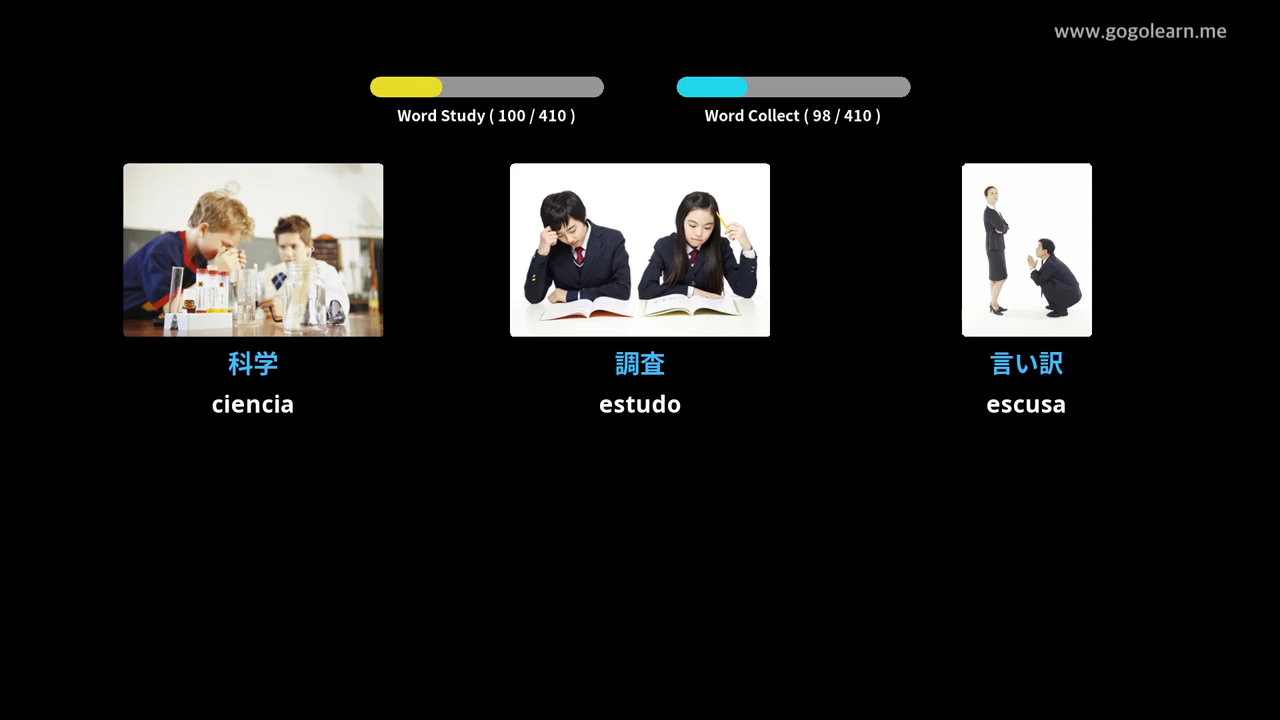 www.gogolearn.me
Word Study ( 100 / 410 )
Word Collect ( 98 / 410 )
科学
調査
言い訳
ciencia
estudo
escusa